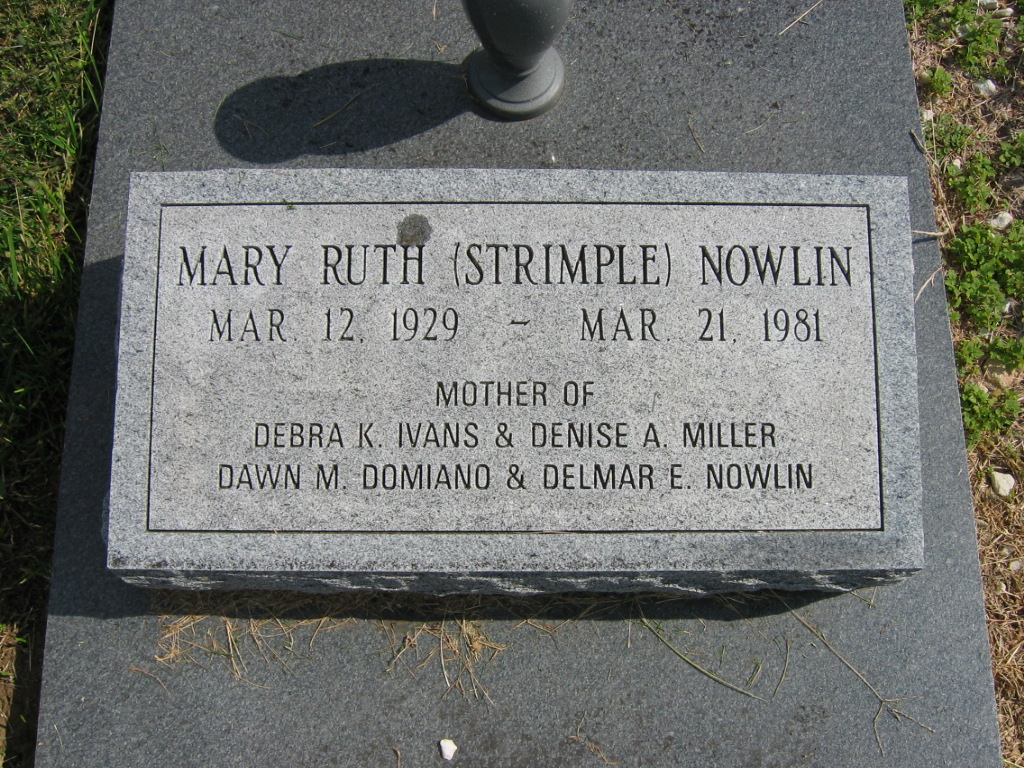 MARY RUTH (STRIMPLE) NOWLIN
MAR. 12, 1929 - MAR. 21, 1981
MOTHER OF
DEBRA K. IVANS & DENISE A. MILLER
DAWN M. DOMIANO & DELMAR E. NOWLIN